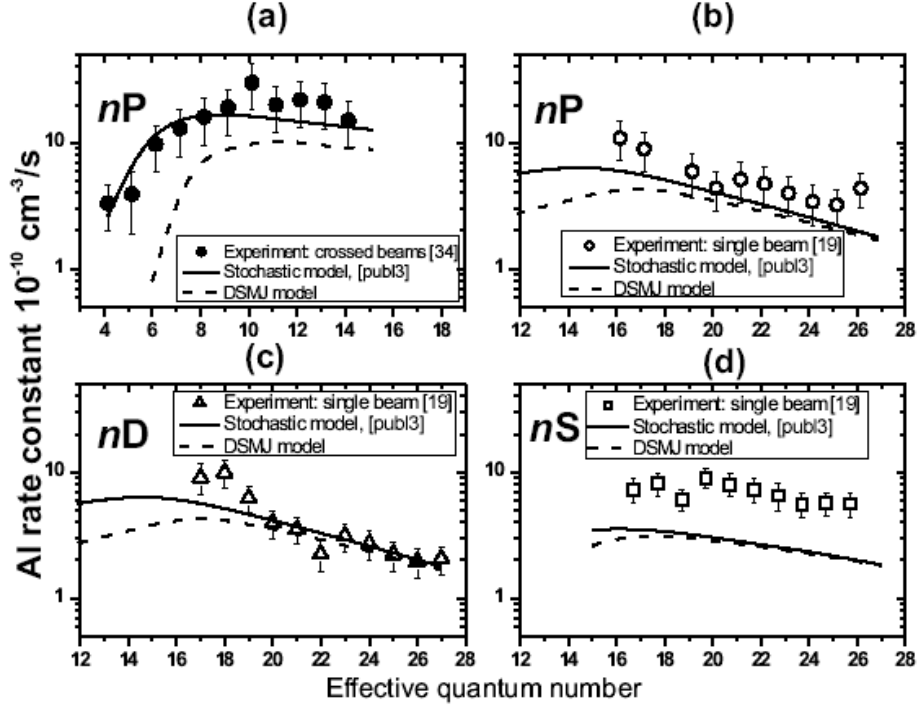 (a)
(b)
nP
nP
10
10
1
1
Experiment: crossed beams [34]
Stochastic model, [publ3]
DSMJ model
Experiment: single beam [19]
Stochastic model, [publ3]
DSMJ model
4 6 8 10 12 14 16 18
12 14 16 18 20 22 24 26 28
AI rate constant 10⁻¹⁰ cm⁻³/s
(c)
(d)
nD
nS
Experiment: single beam [19]
Stochastic model, [publ3]
DSMJ model
Experiment: single beam [19]
Stochastic model, [publ3]
DSMJ model
10
10
1
1
12 14 16 18 20 22 24 26 28
12 14 16 18 20 22 24 26 28
Effective quantum number